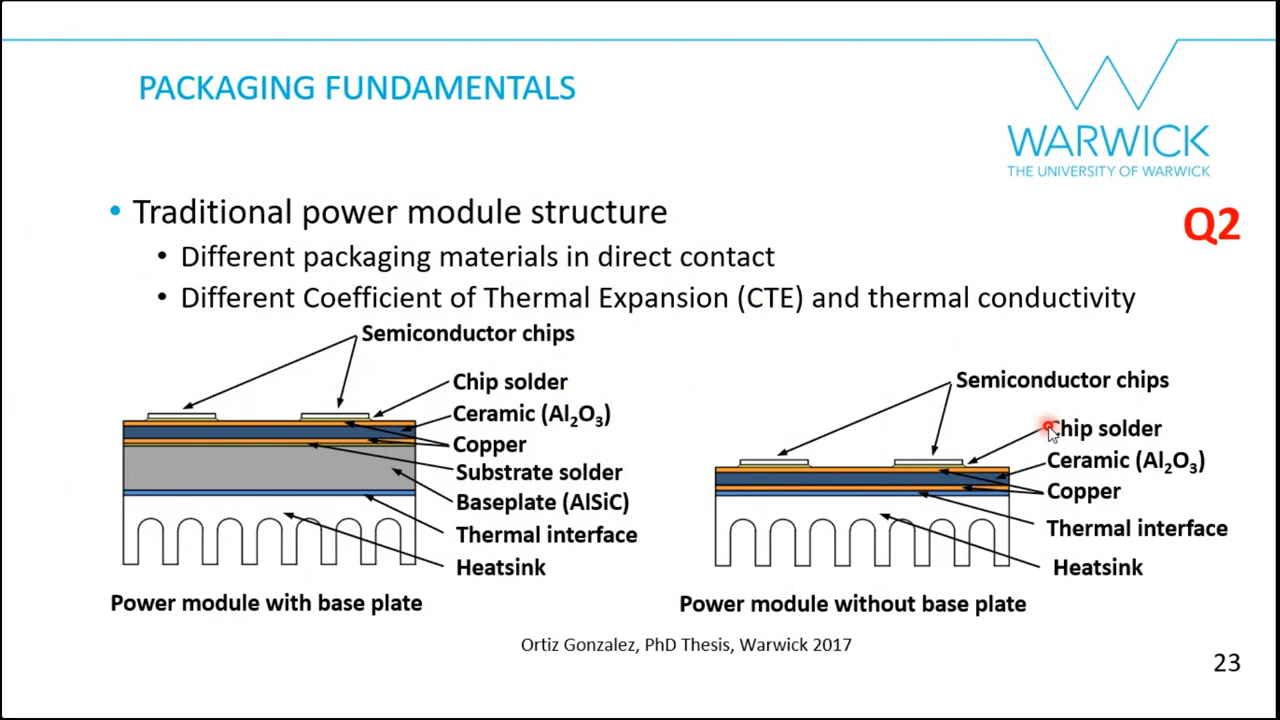 PACKAGING FUNDAMENTALS
WARWICK
THE UNIVERSITY OF WARWICK
• Traditional power module structure
Q2
• Different packaging materials in direct contact
• Different Coefficient of Thermal Expansion (CTE) and thermal conductivity
Semiconductor chips
Chip solder
Ceramic (Al₂O₃)
Copper
Substrate solder
Baseplate (AlSiC)
Thermal interface
Heatsink
Power module with base plate
Semiconductor chips
Chip solder
Ceramic (Al₂O₃)
Copper
Thermal interface
Heatsink
Power module without base plate
Ortiz Gonzalez, PhD Thesis, Warwick 2017
23